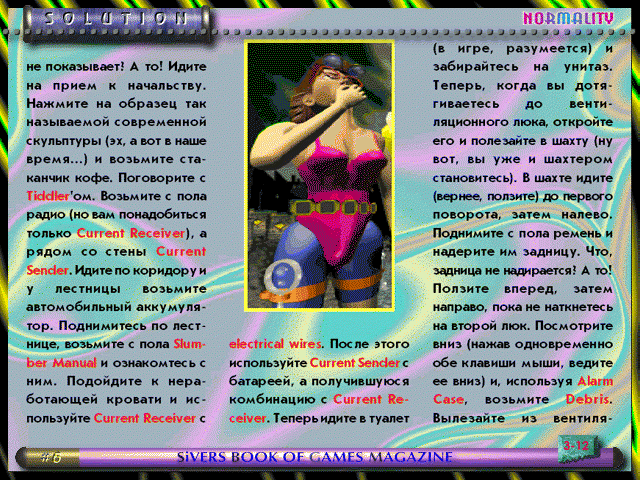 SOLUTION
NORMALITY
не показывает? А то! Идите
на прием к начальству.
Нажмите на образец так
называемой современной
скульптуры (эх, а вот в наше
время...) и возьмите ста-
канчик кофе. Поговорите с
Tiddler'ом. Возьмите с пола
радио (но вам понадобиться
только Current Receiver), а
рядом со стены Current
Sender. Идите по коридору и
у лестницы возьмите
автомобильный аккумуля-
тор. Поднимитесь по лест-
нице, возьмите с пола Slum-
ber Manual и ознакомтесь с
ним. Подойдите к нера-
ботающей кровати и ис-
пользуйте Current Receiver с
electrical wires. После этого
используйте Current Sender с
батареей, а получившуюся
комбинацию с Current Re-
ceiver. Теперь идите в туалет
(в игре, разумеется) и
забирайтесь на унитаз.
Теперь, когда вы дотя-
гиваетесь до венти-
ляционного люка, откройте
его и полезайте в шахту (ну
вот, вы уже и шахтером
становитесь). В шахте идите
(вернее, ползите) до первого
поворота, затем налево.
Поднимите с пола ремень и
надерите им задницу. Что,
задница не надирается? А то!
Ползите вперед, затем
направо, пока не наткнетесь
на второй люк. Посмотрите
вниз (нажав одновременно
обе клавиши мыши, ведите
ее вниз) и, используя Alarm
Case, возьмите Debris.
Вылезайте из вентиля-
#6
SiVERS BOOK OF GAMES MAGAZINE
3-12